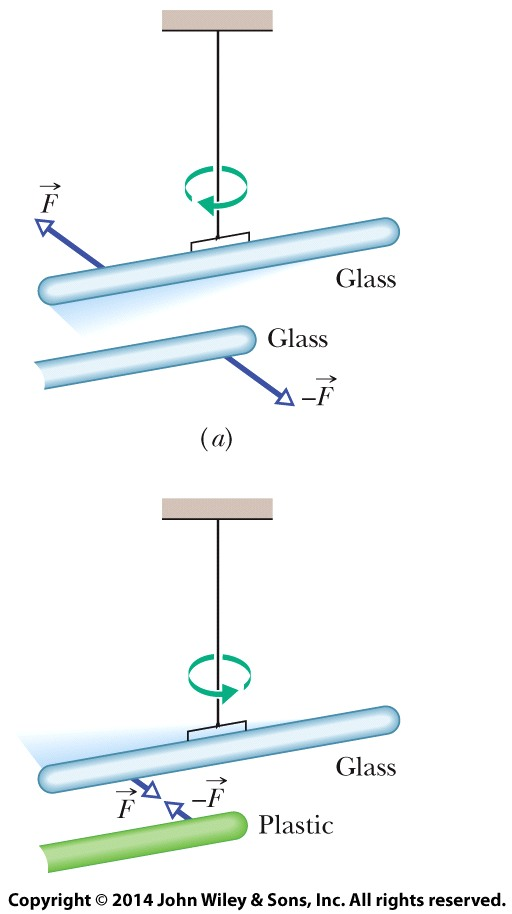 F
Glass
Glass
–F
(a)
Glass
F
–F
Plastic
Copyright © 2014 John Wiley & Sons, Inc. All rights reserved.